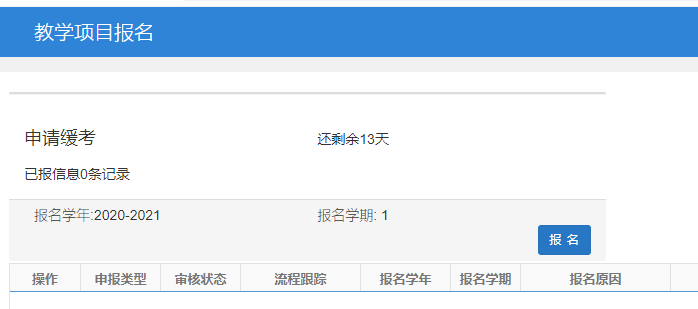 教学项目报名
申请缓考 还剩余13天
已报信息0条记录
报名学年:2020-2021 报名学期: 1
报 名
操作 申报类型 审核状态 流程跟踪 报名学年 报名学期 报名原因